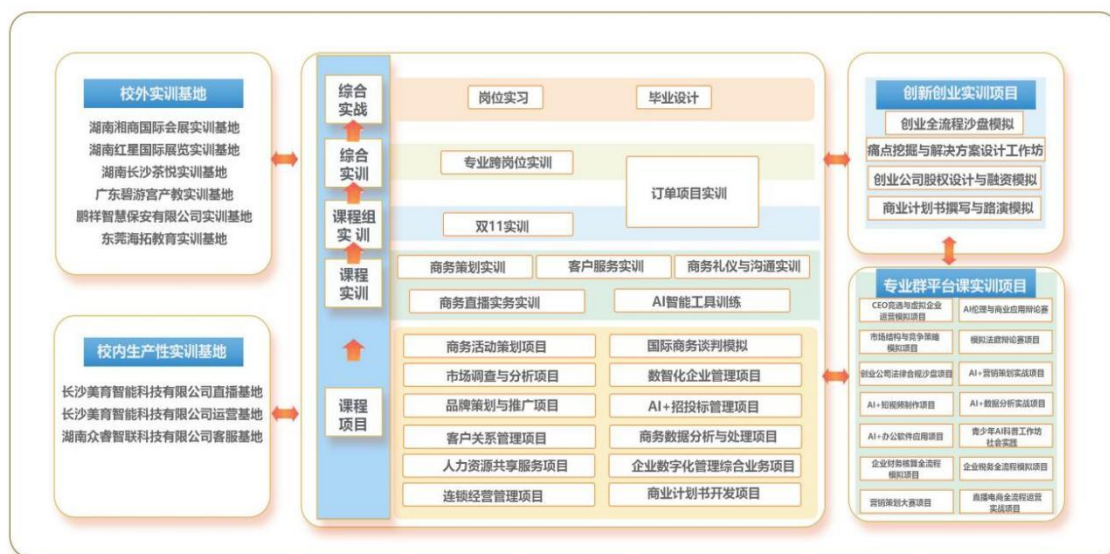 校外实训基地
湖南湘商国际会展实训基地
湖南红星国际展览实训基地
湖南长沙茶悦实训基地
广东碧游宫产教实训基地
鹏祥智慧保安有限公司实训基地
东莞海拓教育实训基地
校内生产性实训基地
长沙美育智能科技有限公司直播基地
长沙美育智能科技有限公司运营基地
湖南众睿智联科技有限公司客服基地
综合
实战
岗位实习
毕业设计
综合
实训
专业跨岗位实训
订单项目实训
课程组
实 训
双11实训
课程
实训
商务策划实训
客户服务实训
商务礼仪与沟通实训
商务直播实务实训
AI智能工具训练
课程
项目
商务活动策划项目
国际商务谈判模拟
市场调查与分析项目
数智化企业管理项目
品牌策划与推广项目
AI+招投标管理项目
客户关系管理项目
商务数据分析与处理项目
人力资源共享服务项目
企业数字化管理综合业务项目
连锁经营管理项目
商业计划书开发项目
创新创业实训项目
创业全流程沙盘模拟
痛点挖掘与解决方案设计工作坊
创业公司股权设计与融资模拟
商业计划书撰写与路演模拟
专业群平台课实训项目
CEO竞选与虚拟企业
运营模拟项目
AI伦理与商业应用辩论赛
市场结构与竞争策略
模拟项目
模拟法庭辩论赛项目
创业公司法律合规沙盘项目
AI+营销策划实战项目
AI+短视频制作项目
AI+数据分析实战项目
AI+办公软件应用项目
青少年AI科普工作坊
社会实践
企业财务核算全流程
模拟项目
企业税务全流程模拟项目
营销策划大赛项目
直播电商全流程运营
实战项目